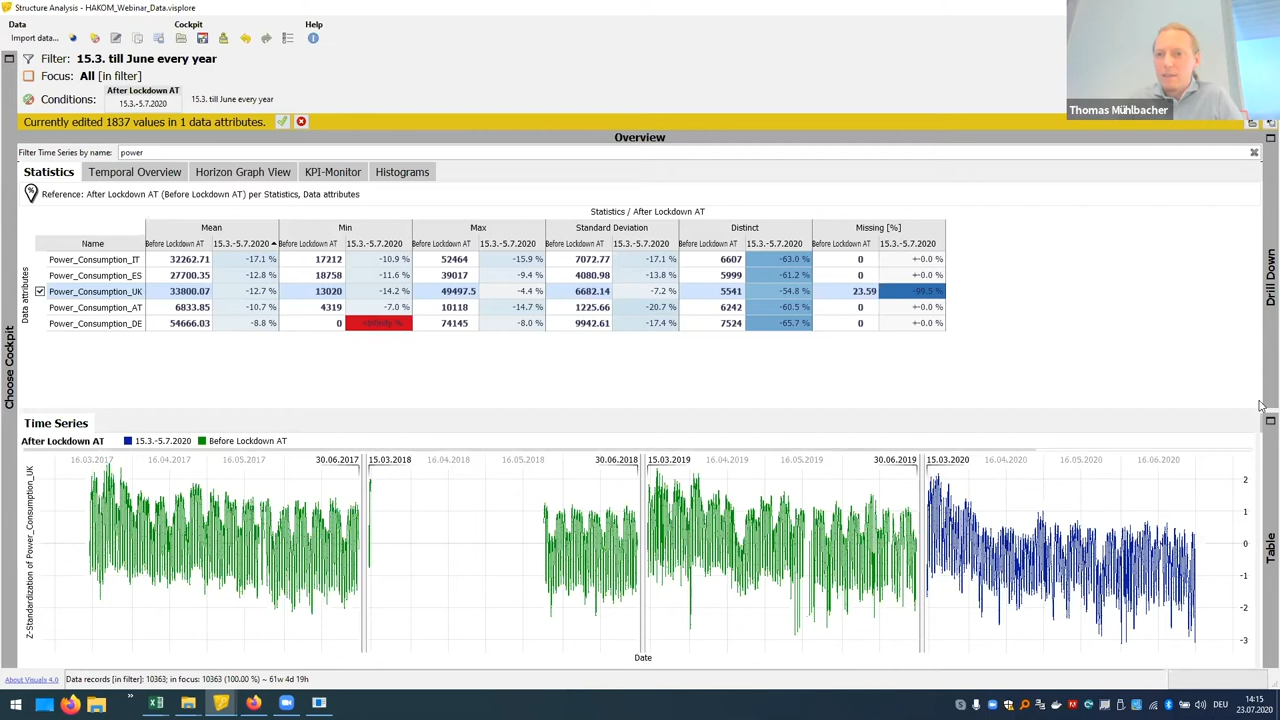 Structure Analysis - HAKOM_Webinar_Data.visplore
Data Cockpit Help
Import data...
Filter: 15.3. till June every year
Focus: All [in filter]
Conditions: After Lockdown AT 15.3.-5.7.2020 15.3. till June every year
Thomas Mühlbacher
Currently edited 1837 values in 1 data attributes.
Overview
Filter Time Series by name: power
Statistics Temporal Overview Horizon Graph View KPI-Monitor Histograms
Reference: After Lockdown AT (Before Lockdown AT) per Statistics, Data attributes
Statistics / After Lockdown AT
Mean Min Max Standard Deviation Distinct Missing [%]
Name Before Lockdown AT 15.3.-5.7.2020 Before Lockdown AT 15.3.-5.7.2020 Before Lockdown AT 15.3.-5.7.2020 Before Lockdown AT 15.3.-5.7.2020 Before Lockdown AT 15.3.-5.7.2020 Before Lockdown AT 15.3.-5.7.2020
Power_Consumption_IT 32262.71 -17.1 % 17212 -10.9 % 52464 -15.9 % 7072.77 -17.1 % 6607 -63.0 % 0 +-0.0 %
Power_Consumption_ES 27700.35 -12.8 % 18758 -11.6 % 39017 -9.4 % 4080.98 -13.8 % 5999 -61.2 % 0 +-0.0 %
Power_Consumption_UK 33800.07 -12.7 % 13020 -14.2 % 49497.5 -4.4 % 6682.14 -7.2 % 5541 -54.8 % 23.59 -99.5 %
Power_Consumption_AT 6833.85 -10.7 % 4319 -7.0 % 10118 -14.7 % 1225.66 -20.7 % 6242 -60.5 % 0 +-0.0 %
Power_Consumption_DE 54666.03 -8.8 % 0 74145 -8.0 % 9942.61 -17.4 % 7524 -65.7 % 0 +-0.0 %
Data attributes
Choose Cockpit
Drill Down
Table
Time Series
After Lockdown AT 15.3.-5.7.2020 Before Lockdown AT
16.03.2017 16.04.2017 16.05.2017 30.06.2017 15.03.2018 16.04.2018 16.05.2018 30.06.2018 15.03.2019 16.04.2019 16.05.2019 30.06.2019 15.03.2020 16.04.2020 16.05.2020 16.06.2020
Z-Standardization of Power_Consumption_UK
2
1
0
-1
-2
-3
Date
About Visuals 4.0 Data records [in filter]: 10363; in focus: 10363 (100.00 %) ~ 61w 4d 19h
DEU
14:15
23.07.2020